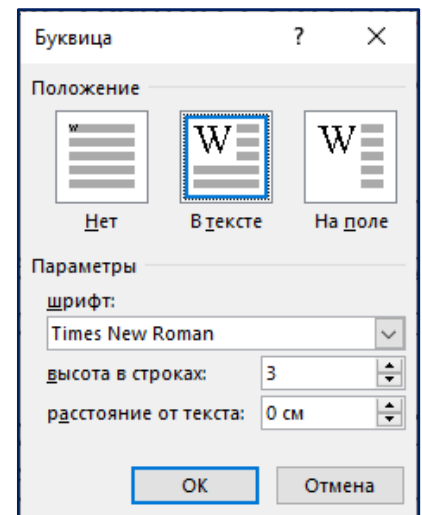 Буквица ?
Положение
W W W
Нет В тексте На поле
Параметры
шрифт:
Times New Roman
высота в строках: 3
расстояние от текста: 0 см
ОК Отмена